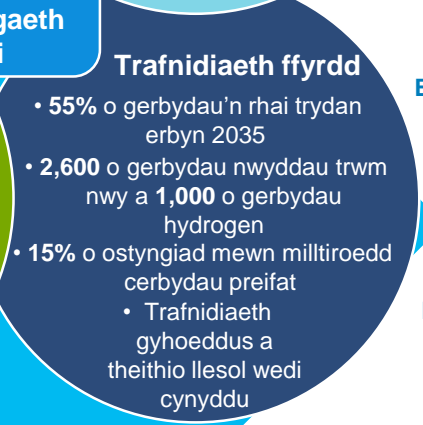 Trafnidiaeth ffyrdd
• 55% o gerbydau'n rhai trydan
erbyn 2035
• 2,600 o gerbydau nwyddau trwm
nwy a 1,000 o gerbydau
hydrogen
• 15% o ostyngiad mewn milltiroedd
cerbydau preifat
• Trafnidiaeth
gyhoeddus a
theithio llesol wedi
cynyddu